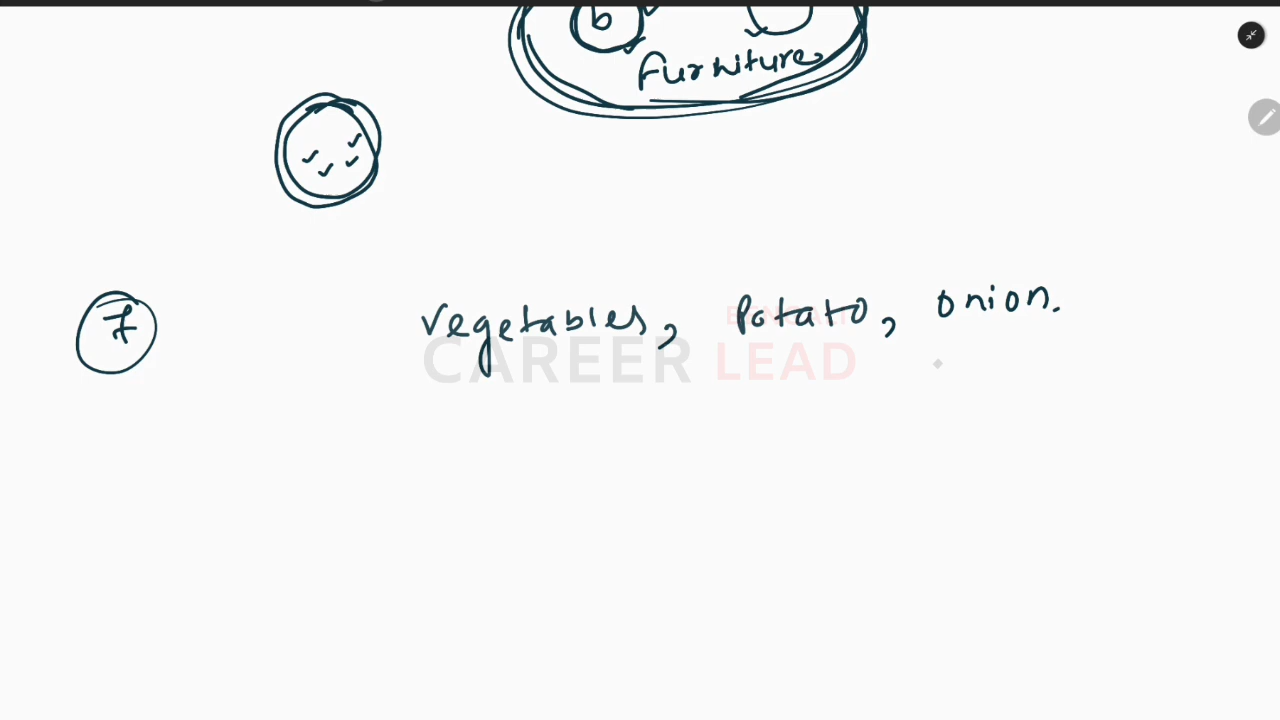 b
Furniture
7 vegetables, Potato, onion.
CAREER LEAD